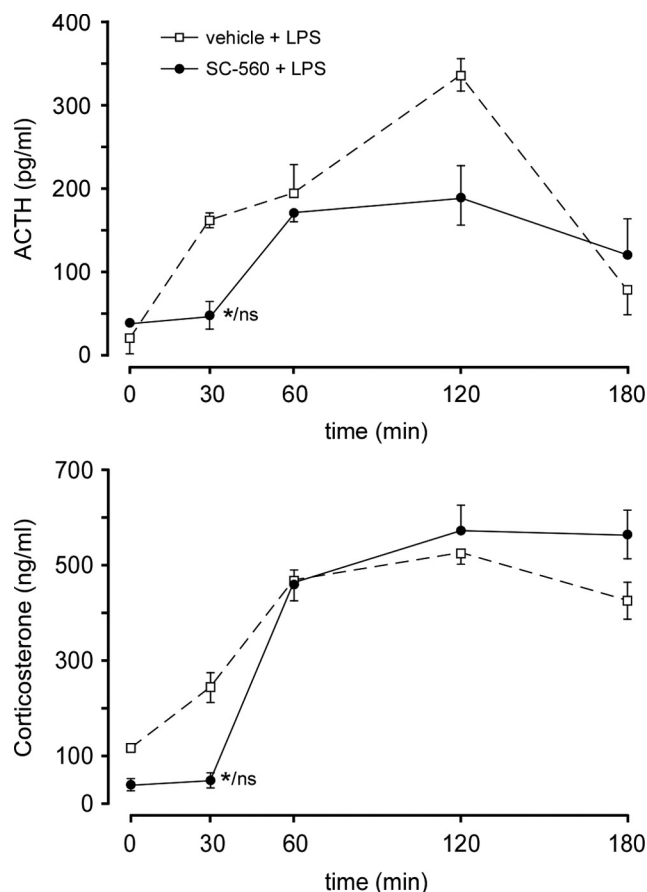 400
vehicle + LPS
SC-560 + LPS
300
ACTH (pg/ml)
200
100
*/ns
0
0 30 60 120 180
time (min)
700
500
Corticosterone (ng/ml)
300
100
*/ns
0
0 30 60 120 180
time (min)